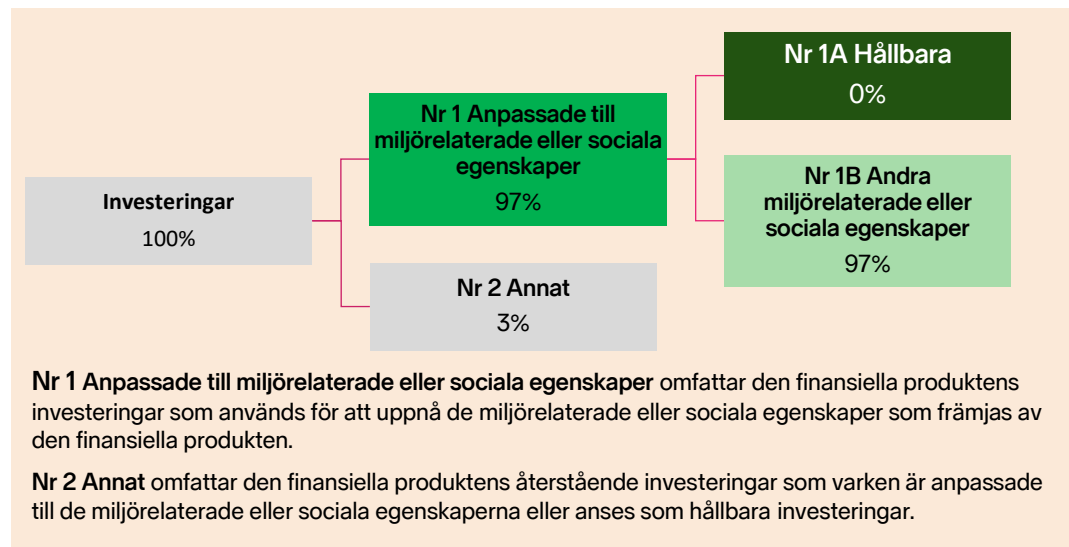 Investeringar
100%
Nr 1 Anpassade till
miljörelaterade eller sociala
egenskaper
97%
Nr 2 Annat
3%
Nr 1A Hållbara
0%
Nr 1B Andra
miljörelaterade eller
sociala egenskaper
97%
Nr 1 Anpassade till miljörelaterade eller sociala egenskaper omfattar den finansiella produktens
investeringar som används för att uppnå de miljörelaterade eller sociala egenskaper som främjas av
den finansiella produkten.
Nr 2 Annat omfattar den finansiella produktens återstående investeringar som varken är anpassade
till de miljörelaterade eller sociala egenskaperna eller anses som hållbara investeringar.